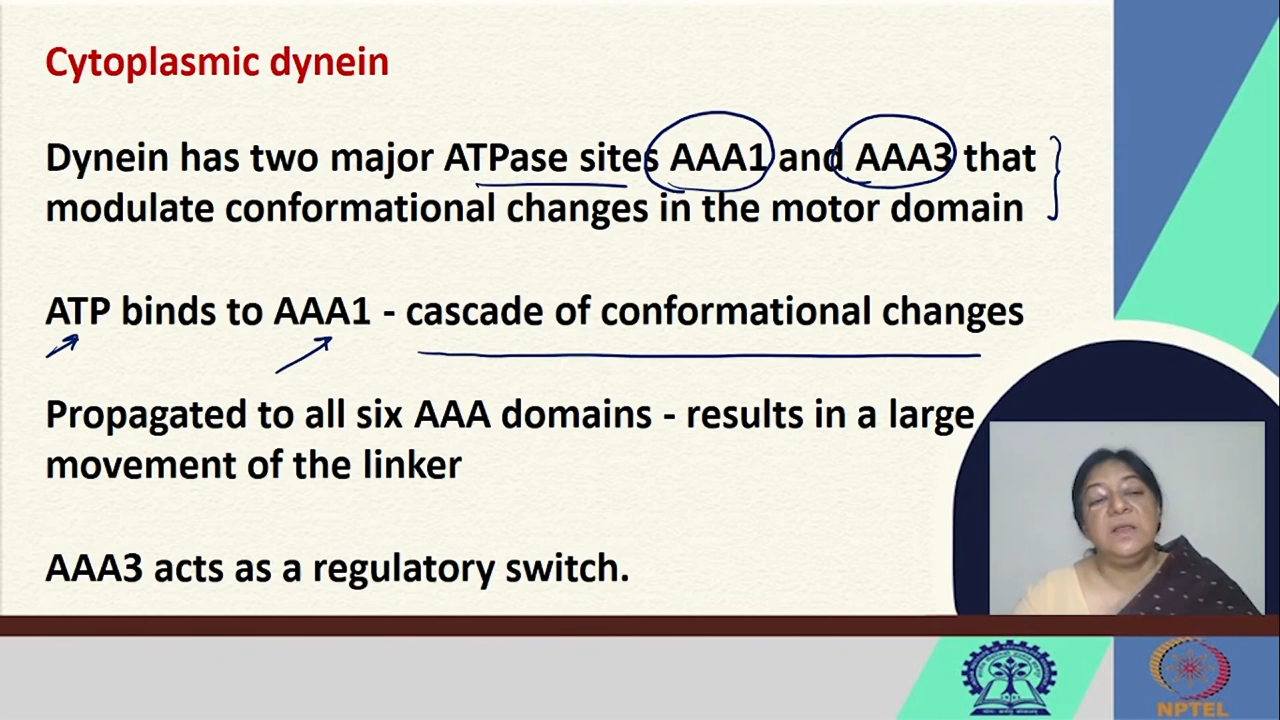 Cytoplasmic dynein
Dynein has two major ATPase sites AAA1 and AAA3 that
modulate conformational changes in the motor domain
ATP binds to AAA1 - cascade of conformational changes
Propagated to all six AAA domains - results in a large
movement of the linker
AAA3 acts as a regulatory switch.
NPTEL